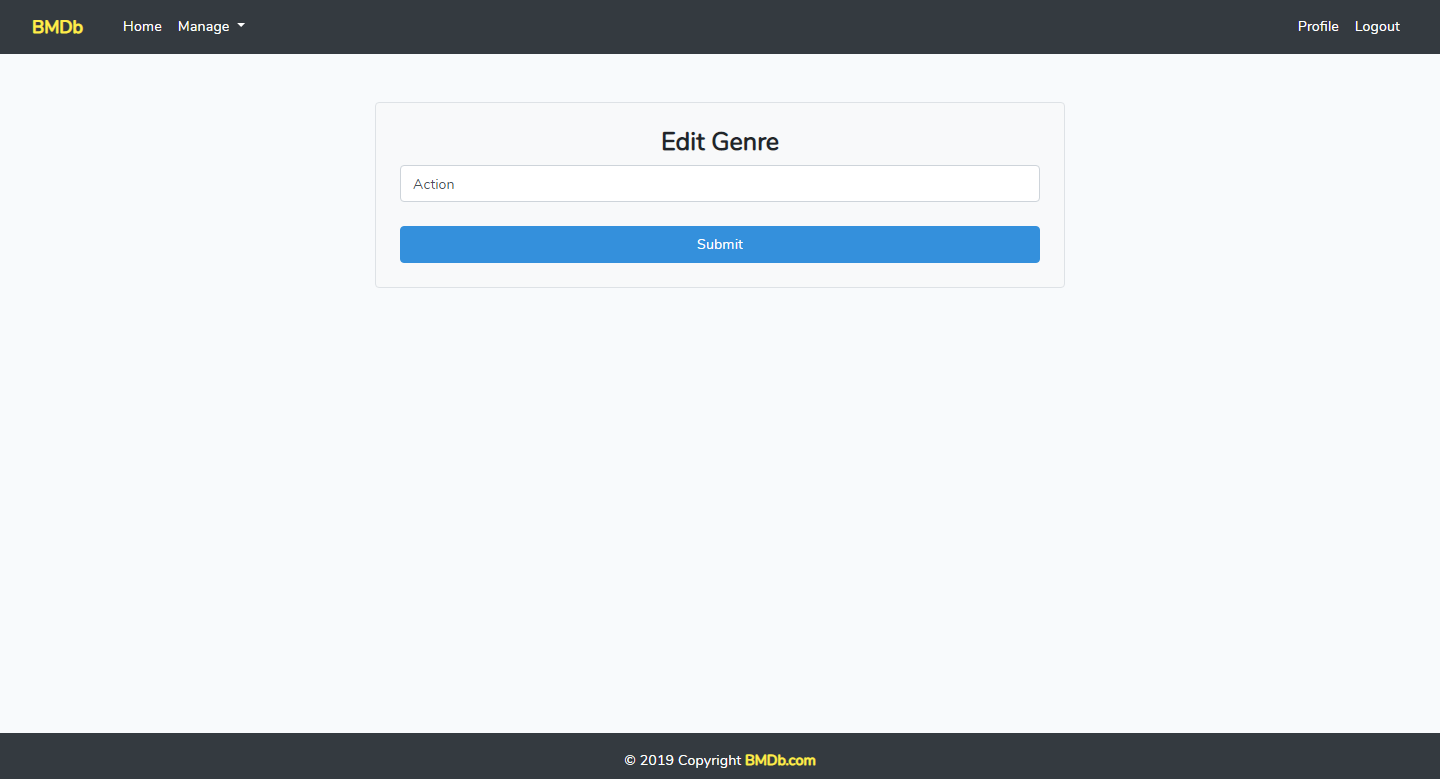 BMDb Home Manage Profile Logout
Edit Genre
Action
Submit
© 2019 Copyright BMDb.com